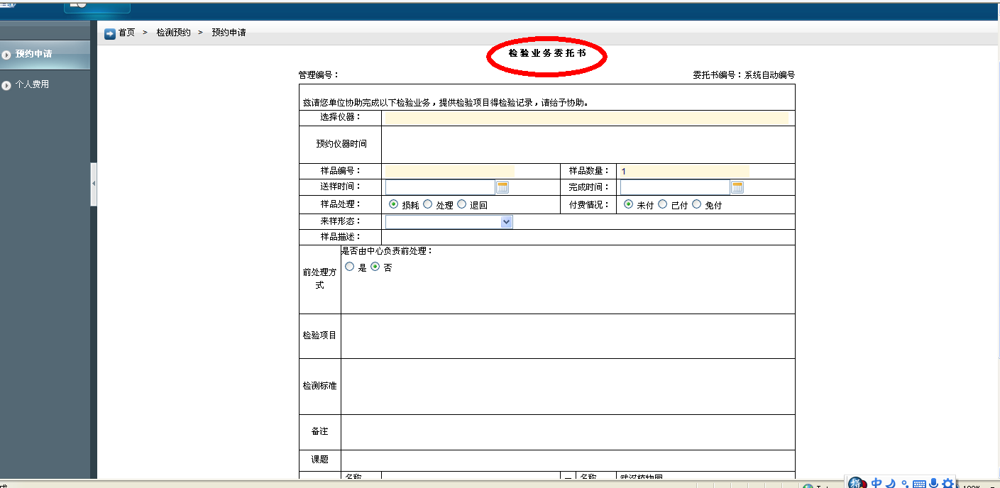 首页 > 检测预约 > 预约申请
预约申请
个人费用
检验业务委托书
管理编号： 委托书编号：系统自动编号
兹请您单位协助完成以下检验业务，提供检验项目得检验记录，请给予协助。
选择仪器：
预约仪器时间
样品编号： 样品数量： 1
送样时间： 完成时间：
样品处理： 损耗 处理 退回 付费情况： 未付 已付 免付
来样形态：
样品描述：
前处理方式
是否由中心负责前处理：
是 否
检验项目
检测标准
备注
课题
名称 名称 武汉植物园
中